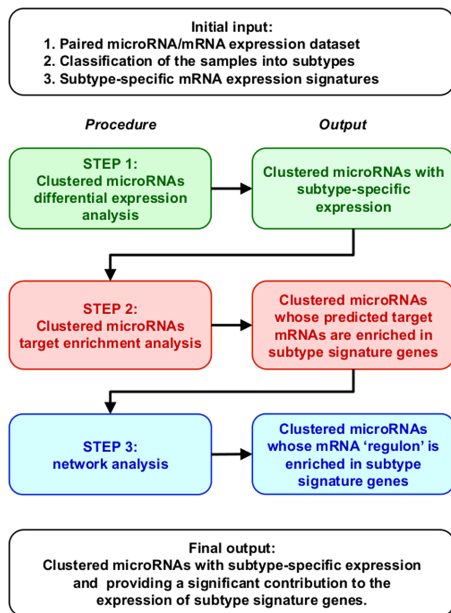 Initial input:
1. Paired microRNA/mRNA expression dataset
2. Classification of the samples into subtypes
3. Subtype-specific mRNA expression signatures
Procedure
Output
STEP 1:
Clustered microRNAs
differential expression
analysis
Clustered microRNAs with
subtype-specific
expression
STEP 2:
Clustered microRNAs
target enrichment analysis
Clustered microRNAs
whose predicted target
mRNAs are enriched in
subtype signature genes
STEP 3:
network analysis
Clustered microRNAs
whose mRNA ‘regulon’ is
enriched in subtype
signature genes
Final output:
Clustered microRNAs with subtype-specific expression
and providing a significant contribution to the
expression of subtype signature genes.